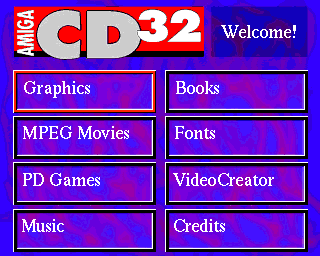 AMIGA CD32
Welcome!
Graphics
Books
MPEG Movies
Fonts
PD Games
VideoCreator
Music
Credits